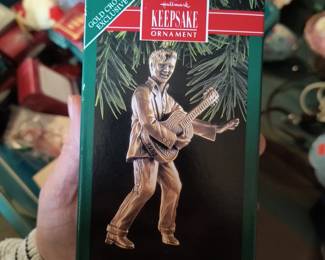 GOLD CROWN
EXCLUSIVE
Hallmark
KEEPSAKE
ORNAMENT